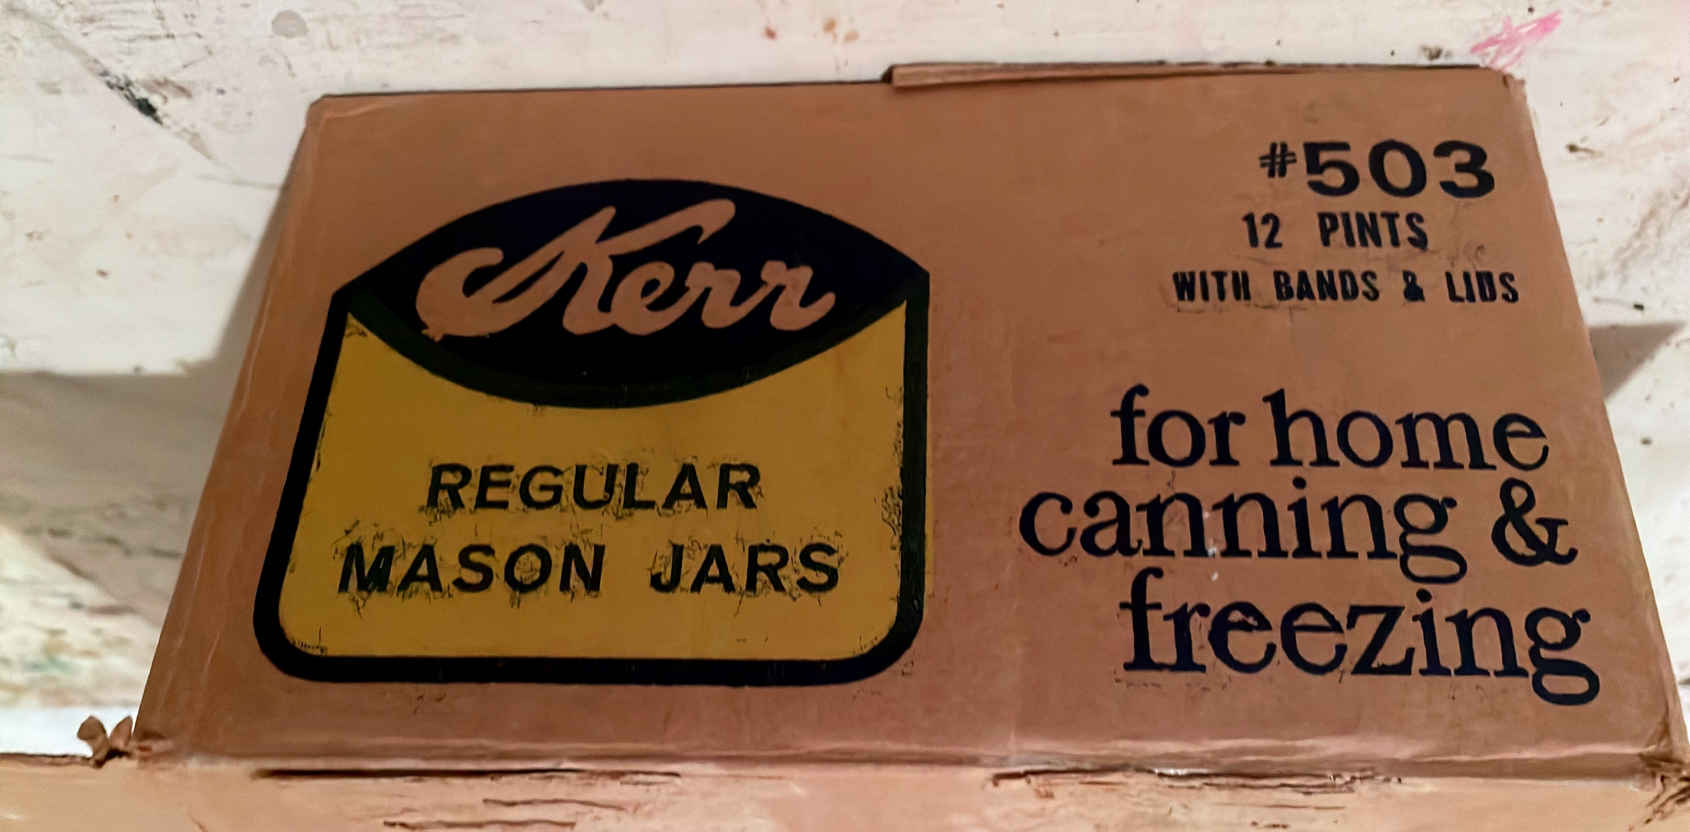 Kerr
REGULAR
MASON JARS
#503
12 PINTS
WITH BANDS & LIDS
for home
canning &
freezing